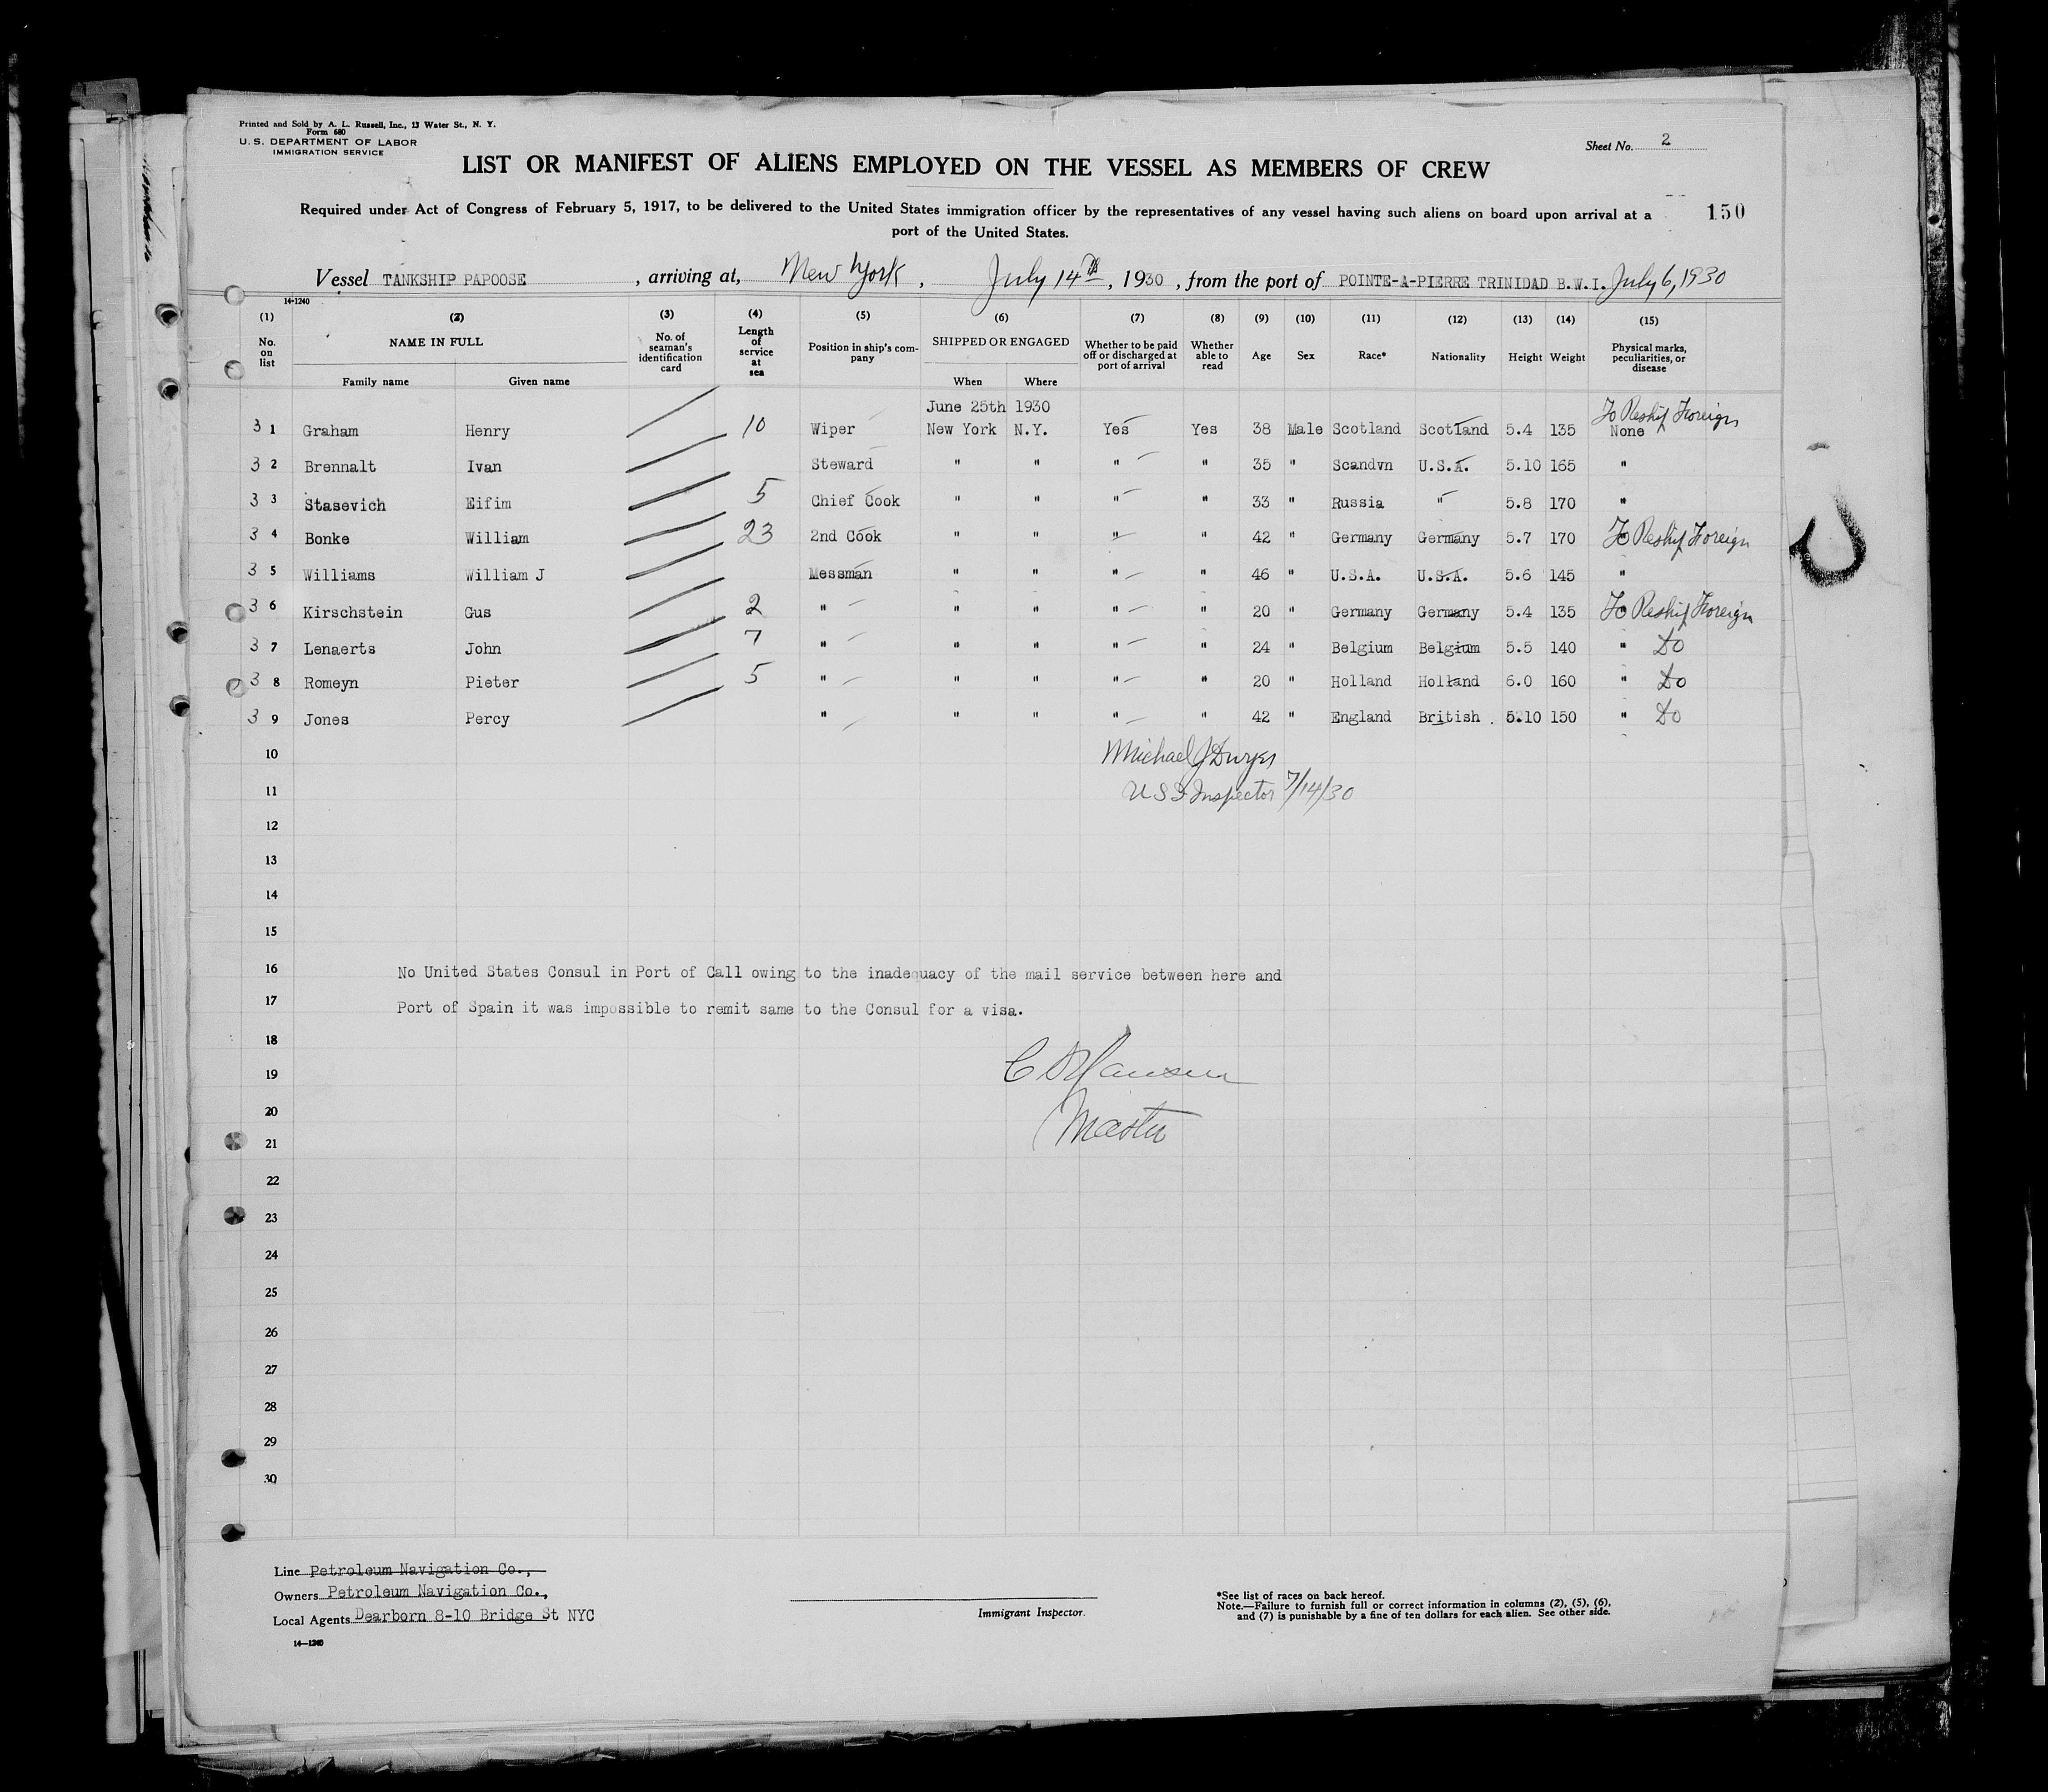 Printed and Sold by A. L. Russell, Inc., 13 Water St., N. Y.
Form 680
U. S. DEPARTMENT OF LABOR
IMMIGRATION SERVICE
Sheet No. 2
LIST OR MANIFEST OF ALIENS EMPLOYED ON THE VESSEL AS MEMBERS OF CREW
Required under Act of Congress of February 5, 1917, to be delivered to the United States immigration officer by the representatives of any vessel having such aliens on board upon arrival at a
port of the United States.
150
Vessel TANKSHIP PAPOOSE , arriving at, New York , July 14th , 1930 , from the port of POINTE-A-PIERRE TRINIDAD B.W.I. July 6, 1930
14-1240
(1) (2) (3) (4) (5) (6) (7) (8) (9) (10) (11) (12) (13) (14) (15)
No. on list NAME IN FULL No. of seaman's identification card Length of service at sea Position in ship's company SHIPPED OR ENGAGED Whether to be paid off or discharged at port of arrival Whether able to read Age Sex Race* Nationality Height Weight Physical marks, peculiarities, or disease
Family name Given name When Where
June 25th 1930 To Reship Foreign
3 1 Graham Henry 10 Wiper New York N.Y. Yes Yes 38 Male Scotland Scotland 5.4 135 None
3 2 Brennalt Ivan Steward " " " " 35 " Scandvn U.S.A. 5.10 165 "
3 3 Stasevich Eifim 5 Chief Cook " " " " 33 " Russia " 5.8 170 "
3 4 Bonke William 23 2nd Cook " " " " 42 " Germany Germany 5.7 170 To Reship Foreign
3 5 Williams William J Messman " " " " 46 " U.S.A. U.S.A. 5.6 145 "
3 6 Kirschstein Gus 2 " " " " " 20 " Germany Germany 5.4 135 To Reship Foreign
3 7 Lenaerts John 7 " " " " " 24 " Belgium Belgium 5.5 140 " Do
3 8 Romeyn Pieter 5 " " " " " 20 " Holland Holland 6.0 160 " Do
3 9 Jones Percy " " " " " 42 " England British 5.10 150 " Do
10 Michael J Dwyer
11 U S I Inspector 7/14/30
12
13
14
15
16 No United States Consul in Port of Call owing to the inadequacy of the mail service between here and
17 Port of Spain it was impossible to remit same to the Consul for a visa.
18
19
20 Master
21
22
23
24
25
26
27
28
29
30
Line Petroleum Navigation Co.,
Owners Petroleum Navigation Co.,
Local Agents Dearborn 8-10 Bridge St NYC
14-1240
Immigrant Inspector.
*See list of races on back hereof.
Note.—Failure to furnish full or correct information in columns (2), (5), (6),
and (7) is punishable by a fine of ten dollars for each alien. See other side.